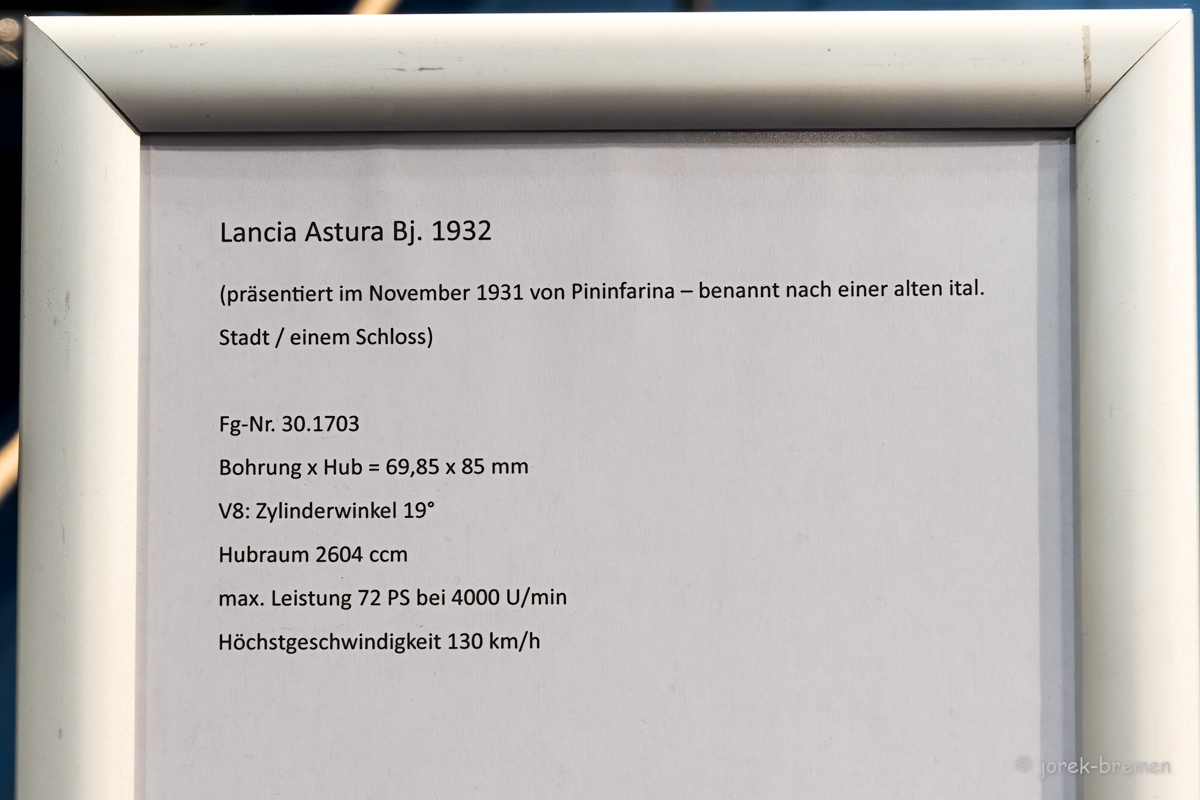 Lancia Astura Bj. 1932
(präsentiert im November 1931 von Pininfarina – benannt nach einer alten ital.
Stadt / einem Schloss)
Fg-Nr. 30.1703
Bohrung x Hub = 69,85 x 85 mm
V8: Zylinderwinkel 19°
Hubraum 2604 ccm
max. Leistung 72 PS bei 4000 U/min
Höchstgeschwindigkeit 130 km/h
© jorek-bremen